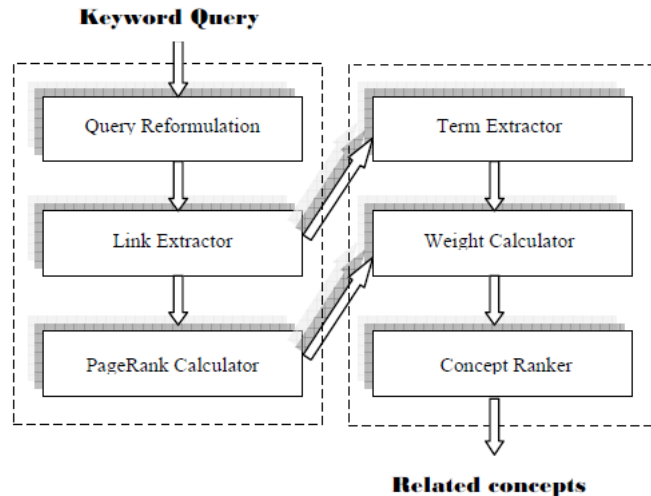 Keyword Query
Query Reformulation
Link Extractor
PageRank Calculator
Term Extractor
Weight Calculator
Concept Ranker
Related concepts